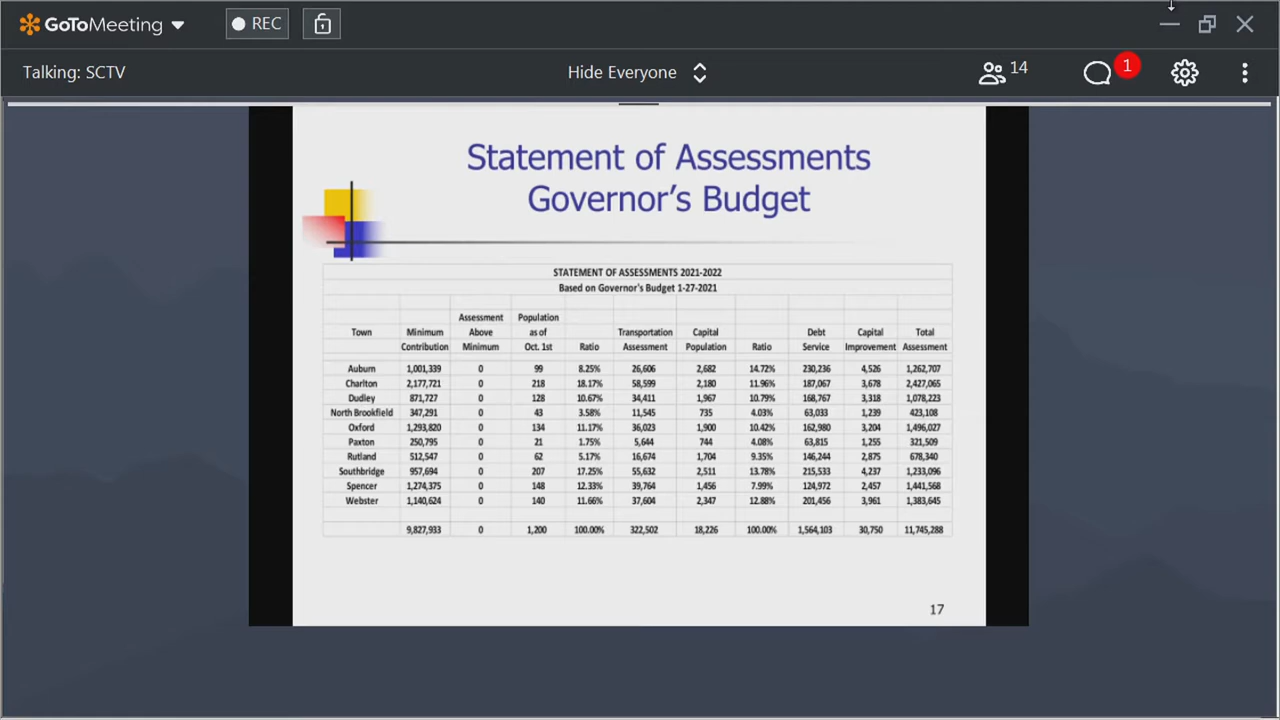 GoToMeeting
REC
Talking: SCTV
Hide Everyone
14
1
Statement of Assessments
Governor's Budget
STATEMENT OF ASSESSMENTS 2021-2022
Based on Governor's Budget 1-27-2021
Assessment Population
Town Minimum Above as of Transportation Capital Debt Capital Total
Contribution Minimum Oct. 1st Ratio Assessment Population Ratio Service Improvement Assessment
Auburn 1,001,339 0 99 8.25% 26,606 2,682 14.72% 230,236 4,526 1,262,707
Charlton 2,177,721 0 218 18.17% 58,599 2,180 11.96% 187,067 3,678 2,427,065
Dudley 871,727 0 128 10.67% 34,411 1,967 10.79% 168,767 3,318 1,078,223
North Brookfield 347,291 0 43 3.58% 11,545 735 4.03% 63,033 1,239 423,108
Oxford 1,293,820 0 134 11.17% 36,023 1,900 10.42% 162,980 3,204 1,496,027
Paxton 250,795 0 21 1.75% 5,644 744 4.08% 63,815 1,255 321,509
Rutland 512,547 0 62 5.17% 16,674 1,704 9.35% 146,244 2,875 678,340
Southbridge 957,694 0 207 17.25% 55,632 2,511 13.78% 215,533 4,237 1,233,096
Spencer 1,274,375 0 148 12.33% 39,764 1,456 7.99% 124,972 2,457 1,441,568
Webster 1,140,624 0 140 11.66% 37,604 2,347 12.88% 201,456 3,961 1,383,645
9,827,933 0 1,200 100.00% 322,502 18,226 100.00% 1,564,103 30,750 11,745,288
17